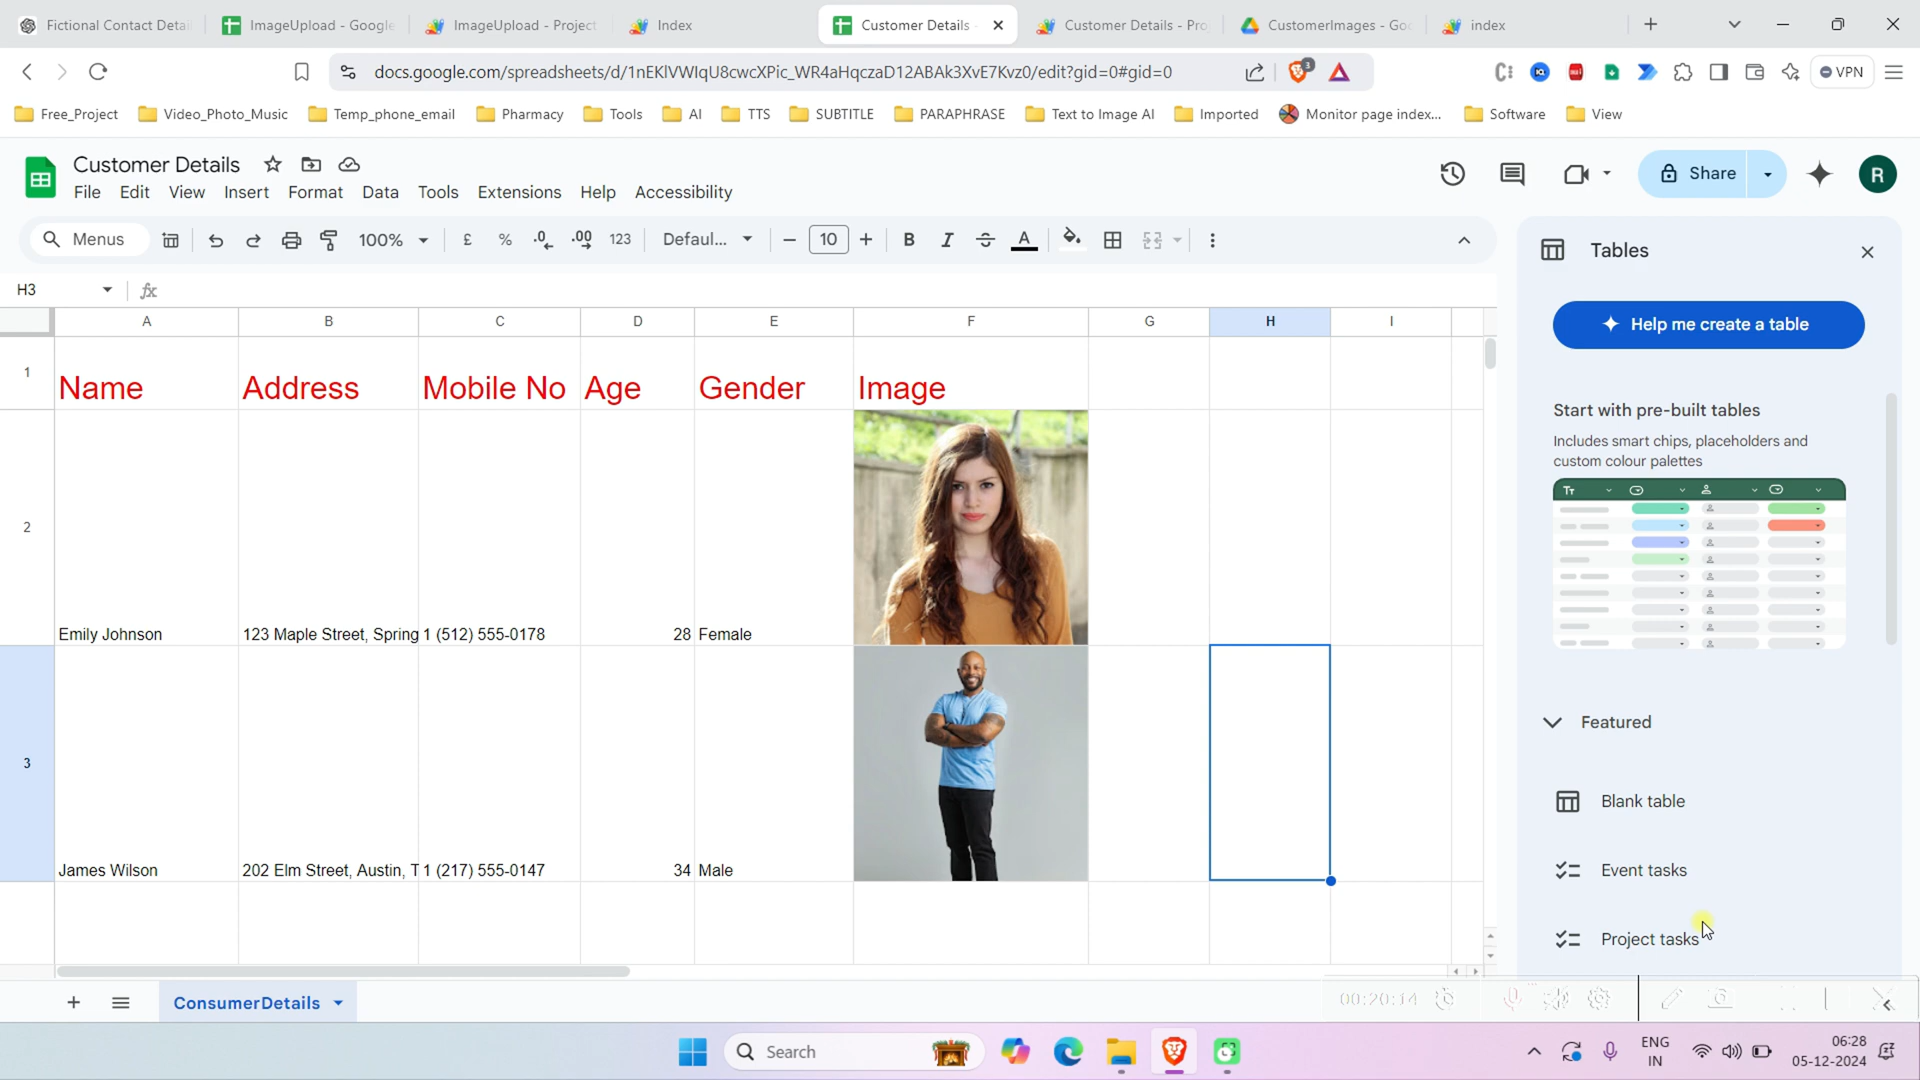 Fictional Contact Detai
ImageUpload - Google
ImageUpload - Project
Index
Customer Details -
Customer Details - Pro
CustomerImages - Goo
index
docs.google.com/spreadsheets/d/1nEKlVWIqU8cwcXPic_WR4aHqczaD12ABAk3XvE7Kvz0/edit?gid=0#gid=0
3
VPN
Free_Project
Video_Photo_Music
Temp_phone_email
Pharmacy
Tools
AI
TTS
SUBTITLE
PARAPHRASE
Text to Image AI
Imported
Monitor page index...
Software
View
Customer Details
File Edit View Insert Format Data Tools Extensions Help Accessibility
Share
R
Menus
100%
£ % .0 .00 123
Defaul...
10
B I S A
Tables
H3
fx
Help me create a table
A B C D E F G H I
1 Name Address Mobile No Age Gender Image
Start with pre-built tables
Includes smart chips, placeholders and
custom colour palettes
Tт
2 Emily Johnson 123 Maple Street, Spring 1 (512) 555-0178 28 Female
3 James Wilson 202 Elm Street, Austin, T 1 (217) 555-0147 34 Male
Featured
Blank table
Event tasks
Project tasks
ConsumerDetails
00:20:14
Search
ENG
IN
06:28
05-12-2024